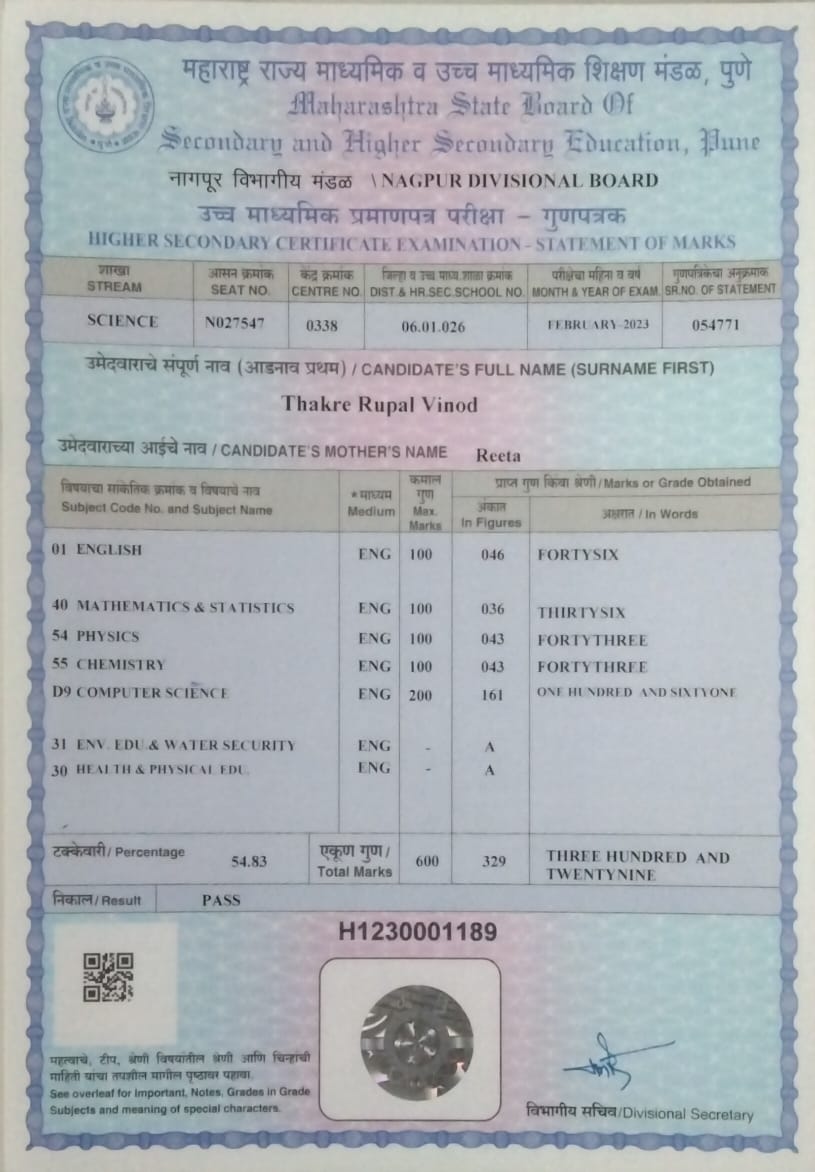 महाराष्ट्र राज्य माध्यमिक व उच्च माध्यमिक शिक्षण मंडळ, पुणे
Maharashtra State Board Of
Secondary and Higher Secondary Education, Pune
नागपूर विभागीय मंडळ \ NAGPUR DIVISIONAL BOARD
उच्च माध्यमिक प्रमाणपत्र परीक्षा - गुणपत्रक
HIGHER SECONDARY CERTIFICATE EXAMINATION - STATEMENT OF MARKS
शाखा आसन क्रमांक केंद्र क्रमांक जिल्हा व उच्च माध्य.शाळा क्रमांक परीक्षेचा महिना व वर्ष गुणपत्रिकेचा अनुक्रमांक
STREAM SEAT NO. CENTRE NO. DIST & HR.SEC.SCHOOL NO. MONTH & YEAR OF EXAM. SR.NO. OF STATEMENT
SCIENCE N027547 0338 06.01.026 FEBRUARY-2023 054771
उमेदवाराचे संपूर्ण नाव (आडनाव प्रथम) / CANDIDATE'S FULL NAME (SURNAME FIRST)
Thakre Rupal Vinod
उमेदवाराच्या आईचे नाव / CANDIDATE'S MOTHER'S NAME Reeta
विषयाचा सांकेतिक क्रमांक व विषयाचे नाव
Subject Code No. and Subject Name
* माध्यम
Medium
कमाल
गुण
Max.
Marks
प्राप्त गुण किंवा श्रेणी / Marks or Grade Obtained
अंकात
In Figures
अक्षरात / In Words
01 ENGLISH ENG 100 046 FORTYSIX
40 MATHEMATICS & STATISTICS ENG 100 036 THIRTYSIX
54 PHYSICS ENG 100 043 FORTYTHREE
55 CHEMISTRY ENG 100 043 FORTYTHREE
D9 COMPUTER SCIENCE ENG 200 161 ONE HUNDRED AND SIXTYONE
31 ENV. EDU.& WATER SECURITY ENG - A
30 HEALTH & PHYSICAL EDU. ENG - A
टक्केवारी / Percentage 54.83
एकूण गुण /
Total Marks 600 329
THREE HUNDRED AND
TWENTYNINE
निकाल / Result PASS
H1230001189
महत्वाचे, टीप, श्रेणी विषयांतील श्रेणी आणि चिन्हांची
माहिती यांचा तपशील मागील पृष्ठावर पहावा.
See overleaf for Important, Notes, Grades in Grade
Subjects and meaning of special characters.
विभागीय सचिव/Divisional Secretary